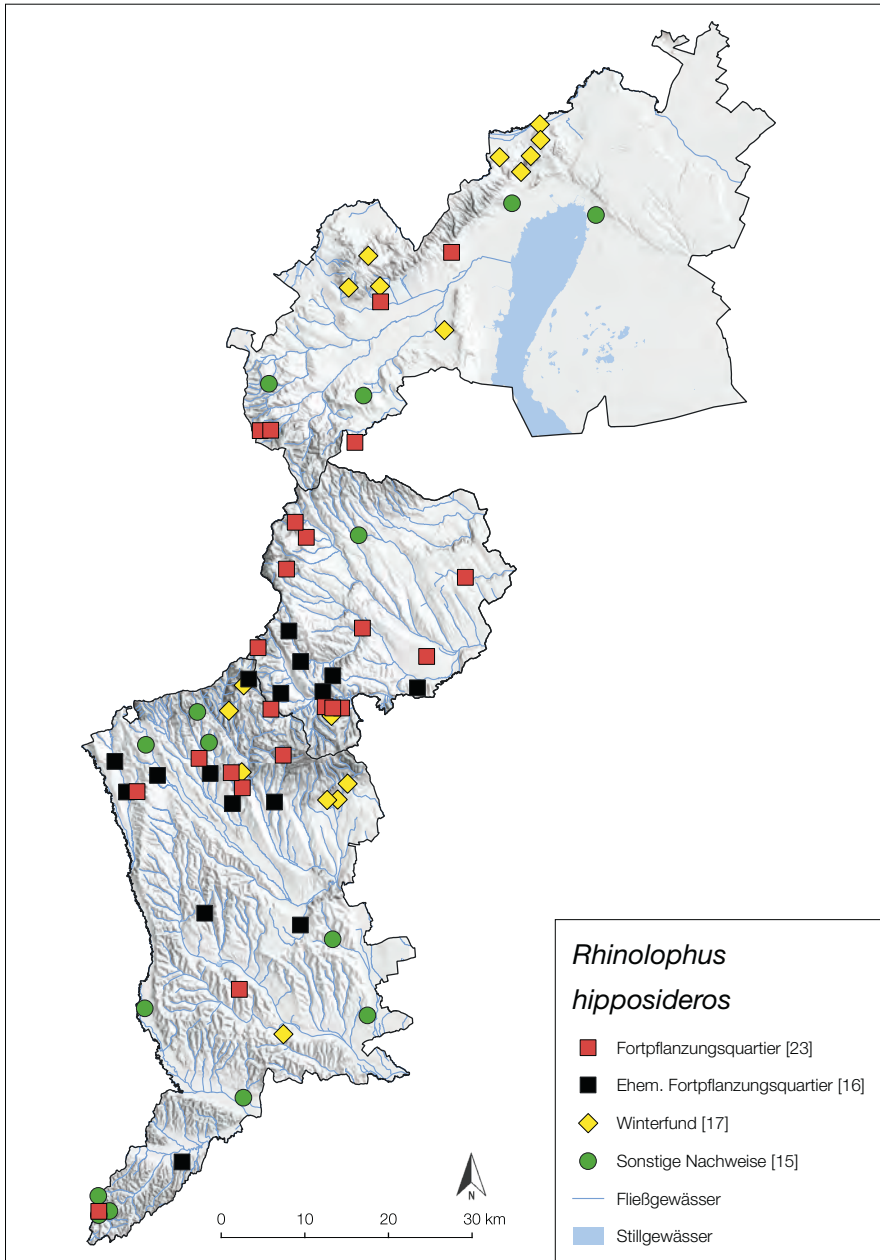 Rhinolophus
hipposideros
Fortpflanzungsquartier [23]
Ehem. Fortpflanzungsquartier [16]
Winterfund [17]
Sonstige Nachweise [15]
Fließgewässer
Stillgewässer
N
0 10 20 30 km